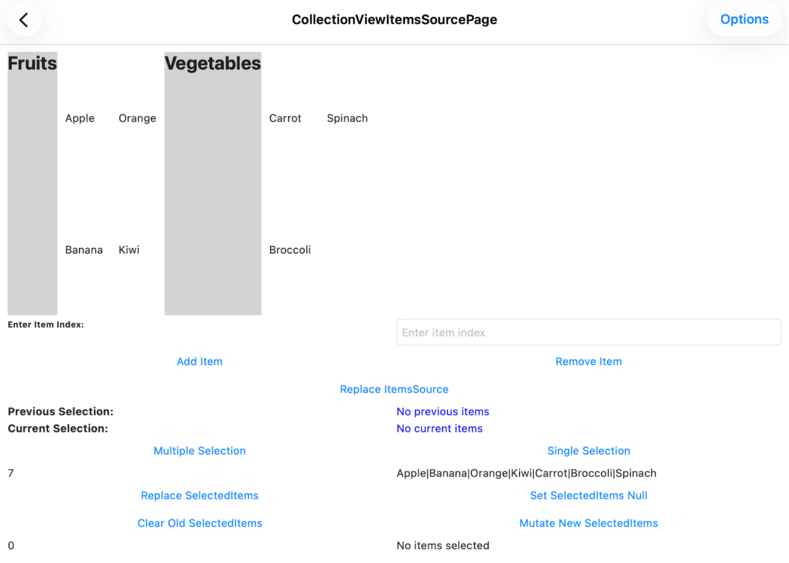 CollectionViewItemsSourcePage
Options
Fruits
Vegetables
Apple
Orange
Carrot
Spinach
Banana
Kiwi
Broccoli
Enter Item Index:
Enter item index
Add Item
Remove Item
Replace ItemsSource
Previous Selection:
No previous items
Current Selection:
No current items
Multiple Selection
Single Selection
7
Apple|Banana|Orange|Kiwi|Carrot|Broccoli|Spinach
Replace SelectedItems
Set SelectedItems Null
Clear Old SelectedItems
Mutate New SelectedItems
0
No items selected